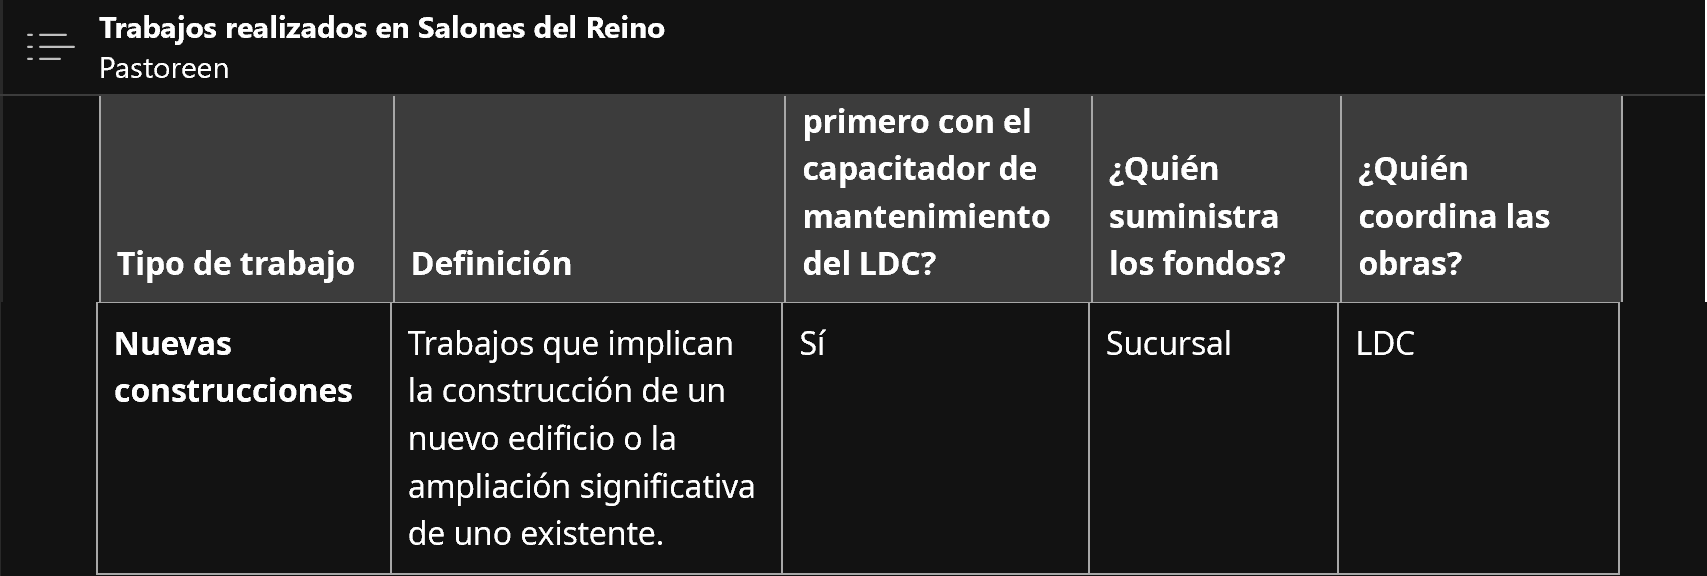 Trabajos realizados en Salones del Reino
Pastoreen
Tipo de trabajo
Definición
primero con el
capacitador de
mantenimiento
del LDC?
¿Quién
suministra
los fondos?
¿Quién
coordina las
obras?
Nuevas
construcciones
Trabajos que implican
la construcción de un
nuevo edificio o la
ampliación significativa
de uno existente.
Sí
Sucursal
LDC